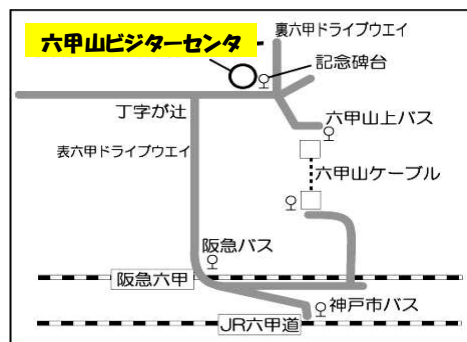 裏六甲ドライブウエイ
六甲山ビジターセンタ
記念碑台
丁字が辻
六甲山上バス
表六甲ドライブウエイ
六甲山ケーブル
阪急バス
阪急六甲
神戸市バス
JR六甲道